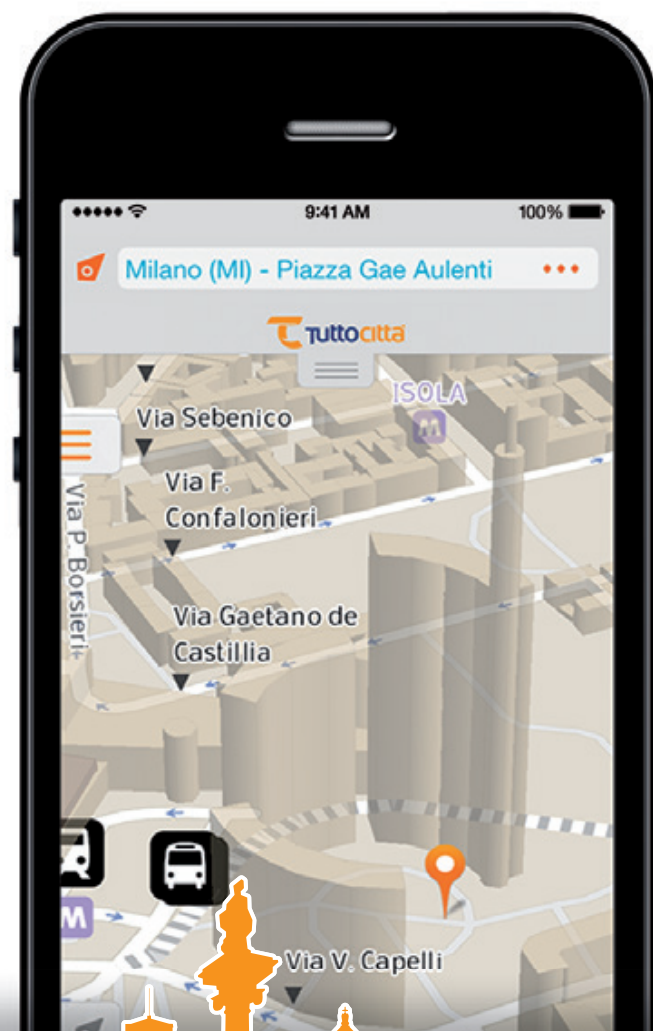 9:41 AM
100%
Milano (MI) - Piazza Gae Aulenti
TUTTOCITTÀ
ISOLA
M
Via Sebenico
Via F.
Confalonieri
Via P. Borsieri
Via Gaetano de
Castillia
M
Via V. Capelli